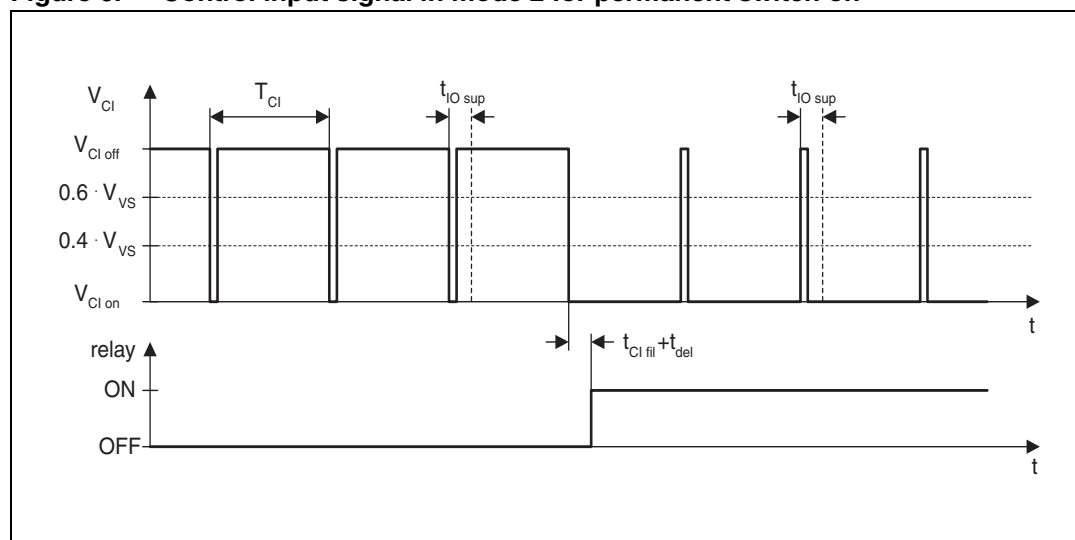 V_CI
T_CI
t_IO sup
t_IO sup
V_CI off
0.6 · V_VS
0.4 · V_VS
V_CI on
t
relay
t_CI fil+t_del
ON
OFF
t